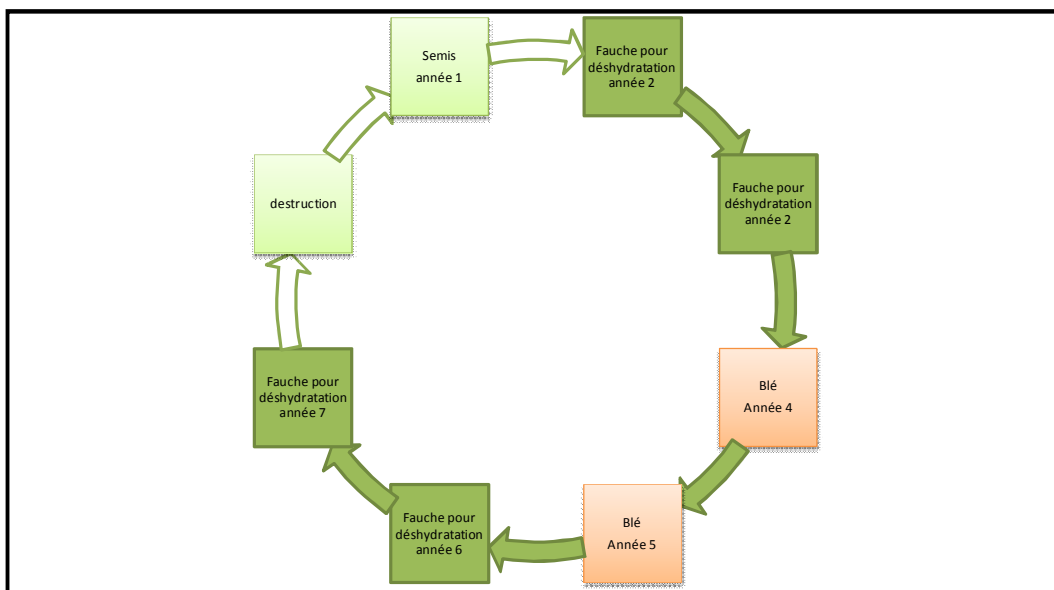 Semis
année 1
Fauche pour
déshydratation
année 2
Fauche pour
déshydratation
année 2
Blé
Année 4
Blé
Année 5
Fauche pour
déshydratation
année 6
Fauche pour
déshydratation
année 7
destruction